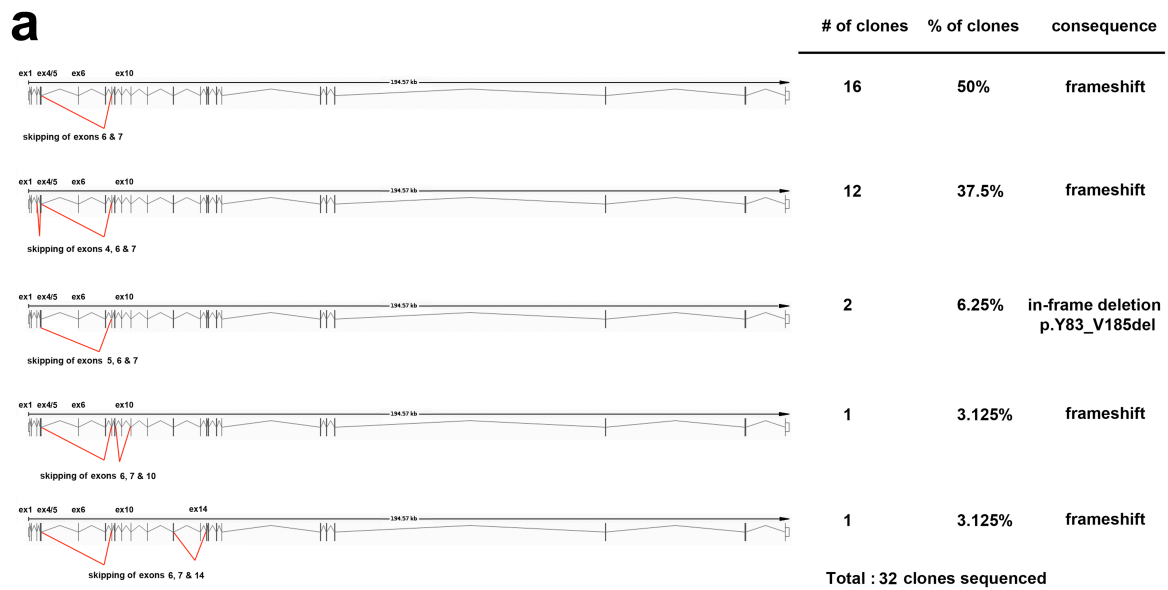 a
# of clones % of clones consequence
ex1 ex4/5 ex6 ex10
194.57 kb
16 50% frameshift
skipping of exons 6 & 7
ex1 ex4/5 ex6 ex10
194.57 kb
12 37.5% frameshift
skipping of exons 4, 6 & 7
ex1 ex4/5 ex6 ex10
194.57 kb
2 6.25% in-frame deletion
p.Y83_V185del
skipping of exons 5, 6 & 7
ex1 ex4/5 ex6 ex10
194.57 kb
1 3.125% frameshift
skipping of exons 6, 7 & 10
ex1 ex4/5 ex6 ex10 ex14
194.57 kb
1 3.125% frameshift
skipping of exons 6, 7 & 14
Total : 32 clones sequenced